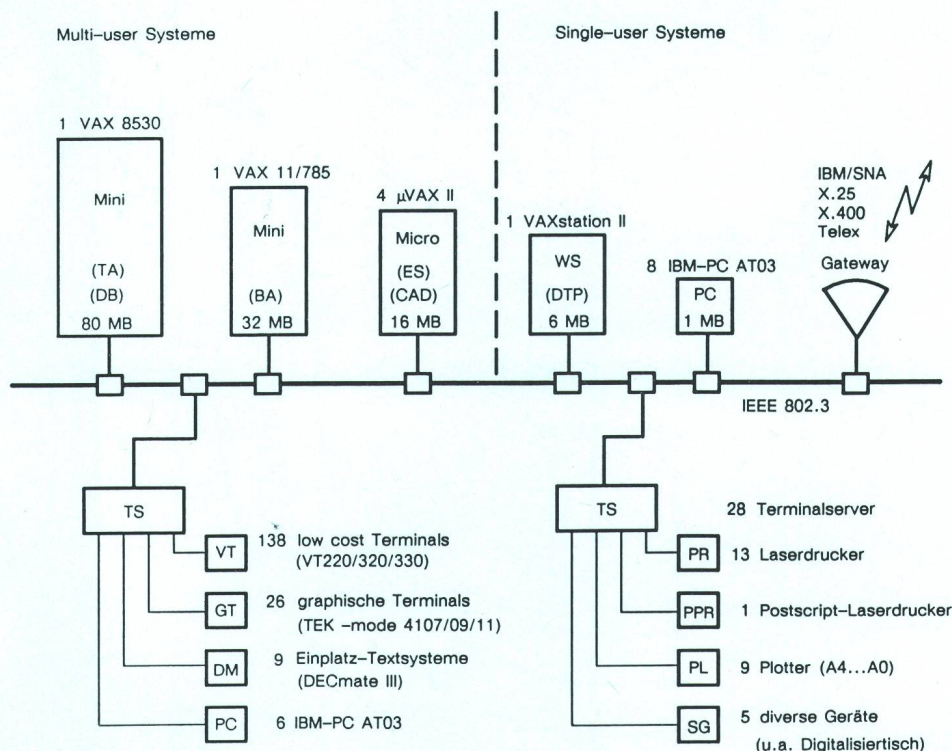 Multi-user Systeme
Single-user Systeme
1 VAX 8530
Mini
(TA)
(DB)
80 MB
1 VAX 11/785
Mini
(BA)
32 MB
4 µVAX II
Micro
(ES)
(CAD)
16 MB
1 VAXstation II
WS
(DTP)
6 MB
8 IBM-PC AT03
PC
1 MB
IBM/SNA
X.25
X.400
Telex
Gateway
IEEE 802.3
TS
VT
138 low cost Terminals
(VT220/320/330)
GT
26 graphische Terminals
(TEK -mode 4107/09/11)
DM
9 Einplatz-Textsysteme
(DECmate III)
PC
6 IBM-PC AT03
TS
28 Terminalserver
PR
13 Laserdrucker
PPR
1 Postscript-Laserdrucker
PL
9 Plotter (A4...A0)
SG
5 diverse Geräte
(u.a. Digitalisiertisch)